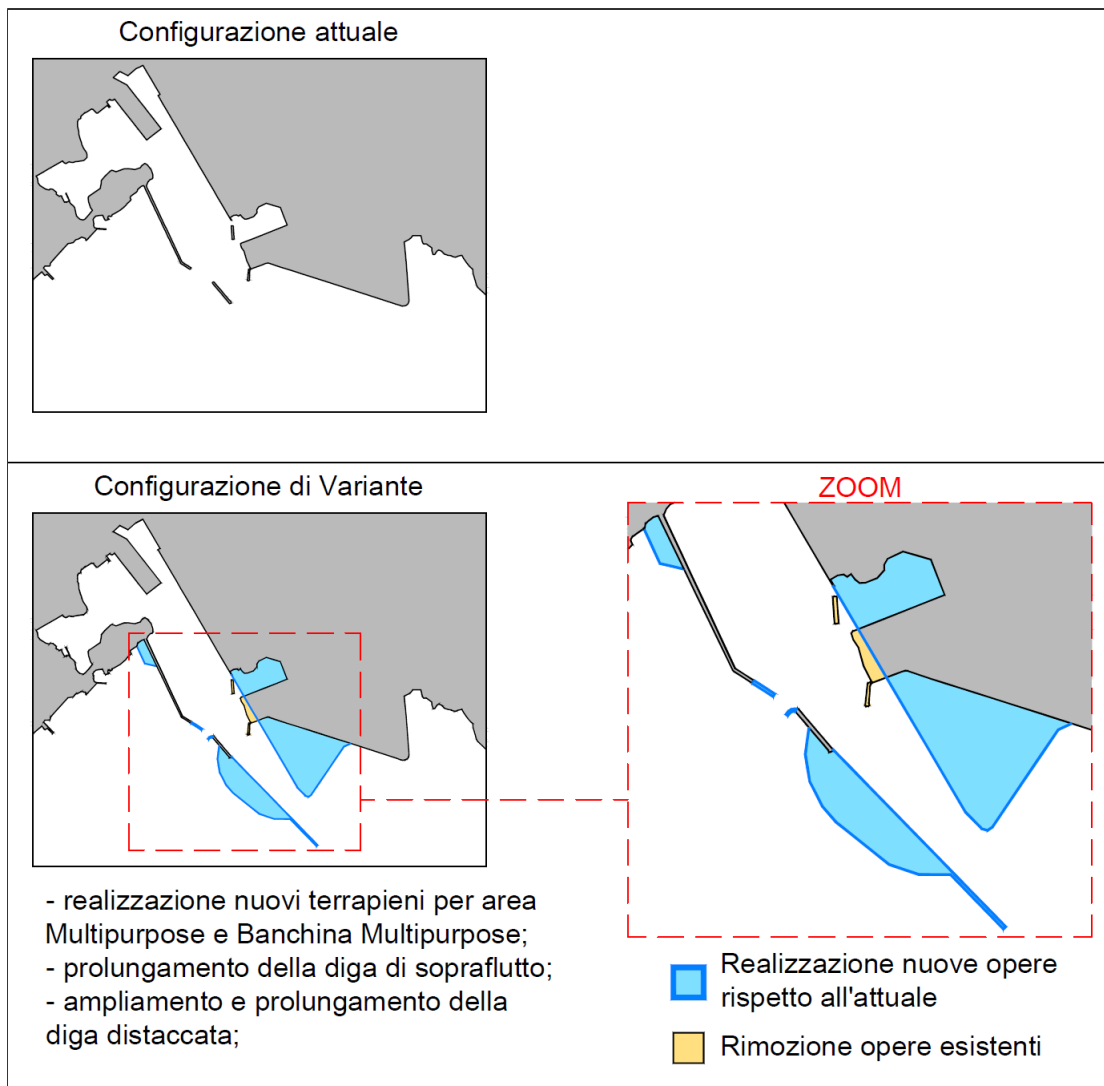 Configurazione attuale
Configurazione di Variante
ZOOM
- realizzazione nuovi terrapieni per area
Multipurpose e Banchina Multipurpose;
- prolungamento della diga di sopraflutto;
- ampliamento e prolungamento della
diga distaccata;
Realizzazione nuove opere
rispetto all'attuale
Rimozione opere esistenti